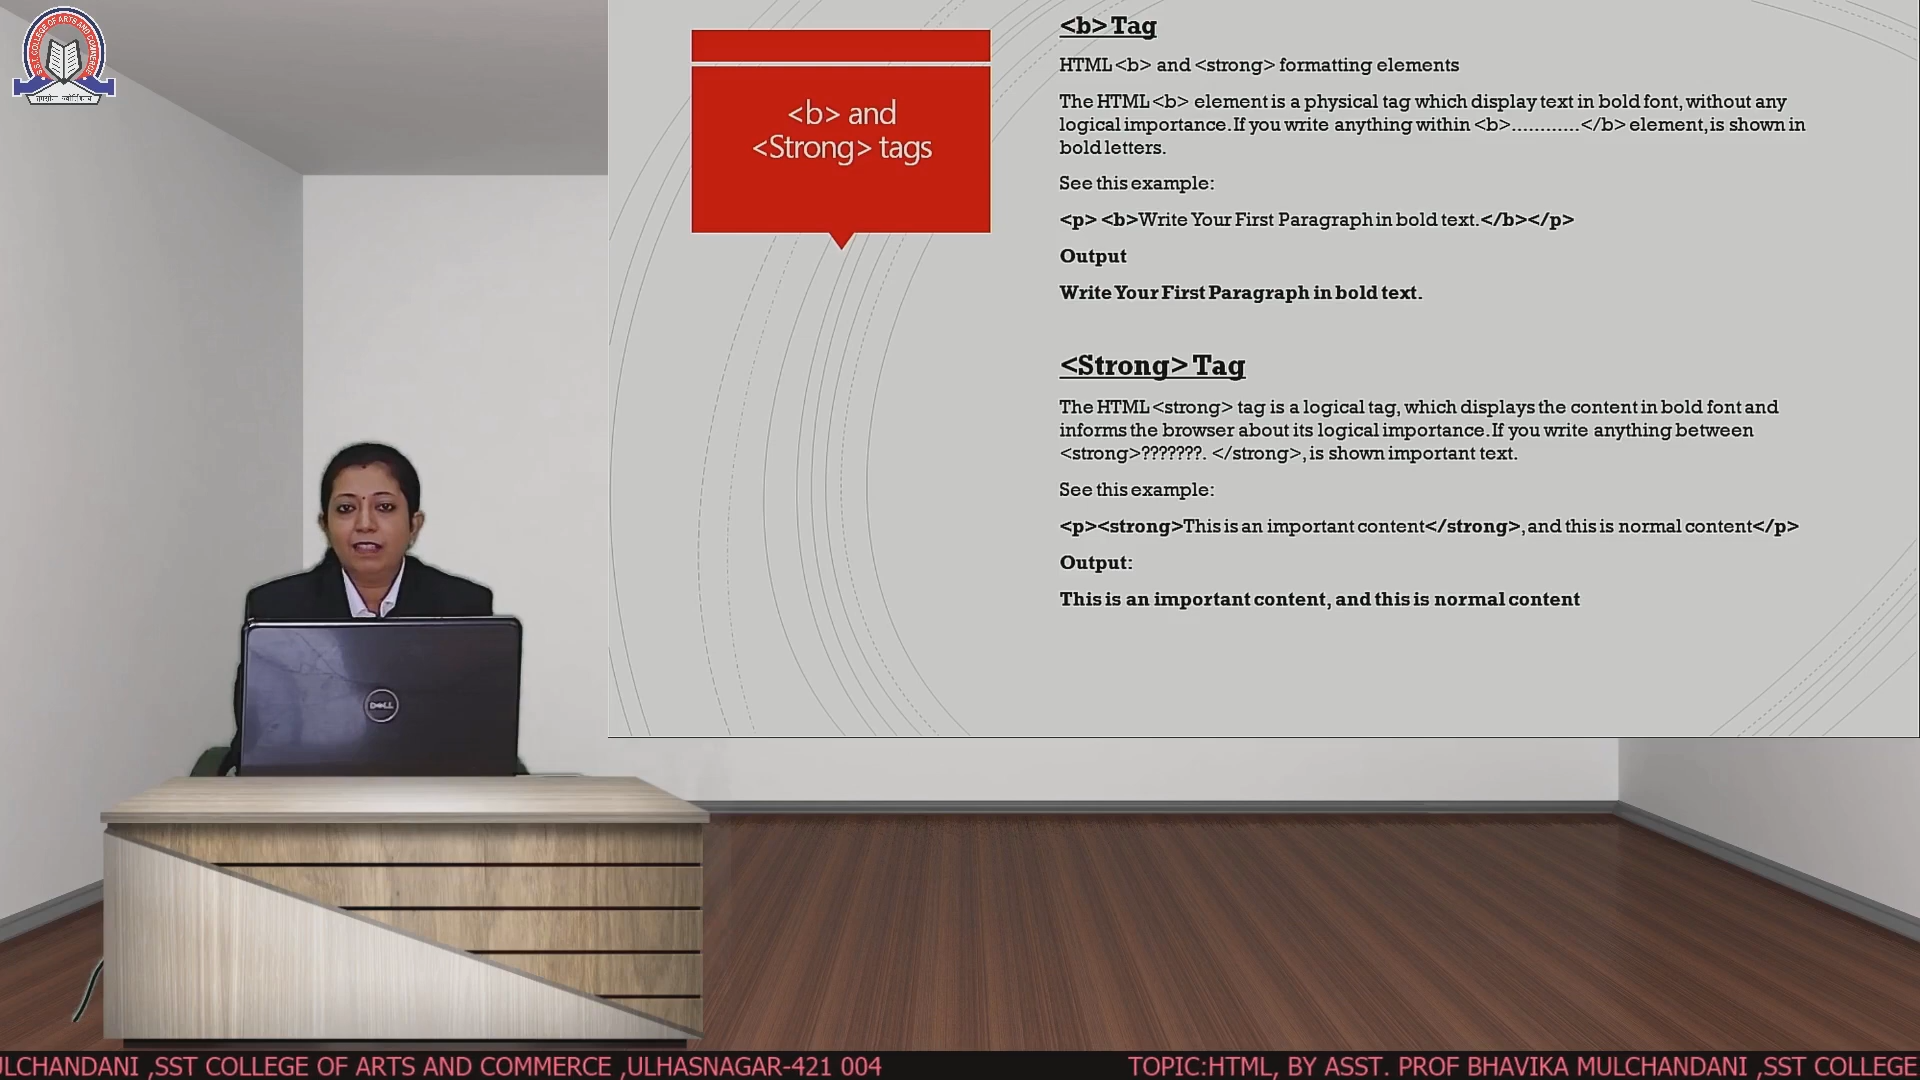 S.S.T. COLLEGE OF ARTS AND COMMERCE
<b> and
<Strong> tags
<b> Tag
HTML <b> and <strong> formatting elements
The HTML <b> element is a physical tag which display text in bold font, without any
logical importance. If you write anything within <b>............</b> element, is shown in
bold letters.
See this example:
<p> <b>Write Your First Paragraph in bold text.</b></p>
Output
Write Your First Paragraph in bold text.
<Strong> Tag
The HTML <strong> tag is a logical tag, which displays the content in bold font and
informs the browser about its logical importance. If you write anything between
<strong>???????. </strong>, is shown important text.
See this example:
<p><strong>This is an important content</strong>, and this is normal content</p>
Output:
This is an important content, and this is normal content
DELL
ULCHANDANI ,SST COLLEGE OF ARTS AND COMMERCE ,ULHASNAGAR-421 004 TOPIC:HTML, BY ASST. PROF BHAVIKA MULCHANDANI ,SST COLLEGE